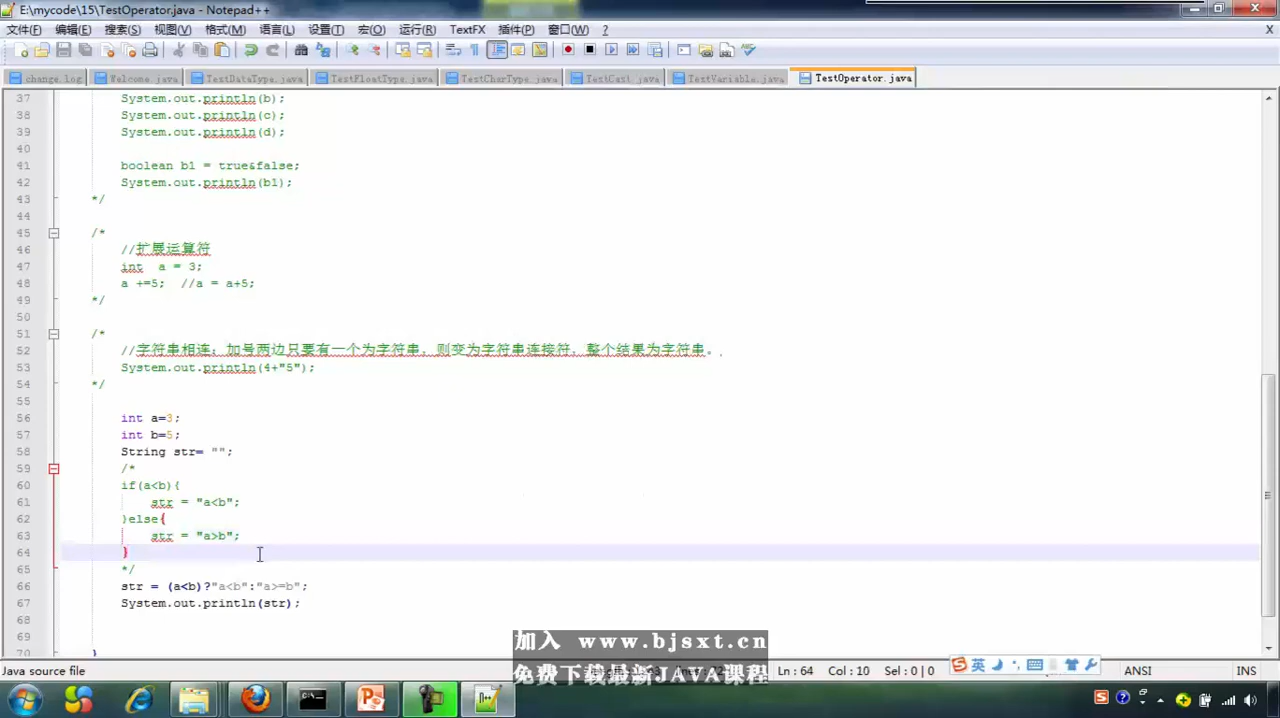 E:\mycode\15\TestOperator.java - Notepad++
文件(F) 编辑(E) 搜索(S) 视图(V) 格式(M) 语言(L) 设置(T) 宏(O) 运行(R) TextFX 插件(P) 窗口(W) ? X
change.log Welcome.java TestDataType.java TestFloatType.java TestCharType.java TestCast.java TestVariable.java TestOperator.java
37 System.out.println(b);
38 System.out.println(c);
39 System.out.println(d);
40
41 boolean b1 = true&false;
42 System.out.println(b1);
43 */
44
45 /*
46 //扩展运算符
47 int a = 3;
48 a +=5; //a = a+5;
49 */
50
51 /*
52 //字符串相连：加号两边只要有一个为字符串，则变为字符串连接符，整个结果为字符串。.
53 System.out.println(4+"5");
54 */
55
56 int a=3;
57 int b=5;
58 String str= "";
59 /*
60 if(a<b){
61 str = "a<b";
62 }else{
63 str = "a>b";
64 }
65 */
66 str = (a<b)?"a<b":"a>=b";
67 System.out.println(str);
68
69
70 }
加入 www.bjsxt.cn
免费下载最新JAVA课程
Java source file Ln : 64 Col : 10 Sel : 0 | 0 ANSI INS
英